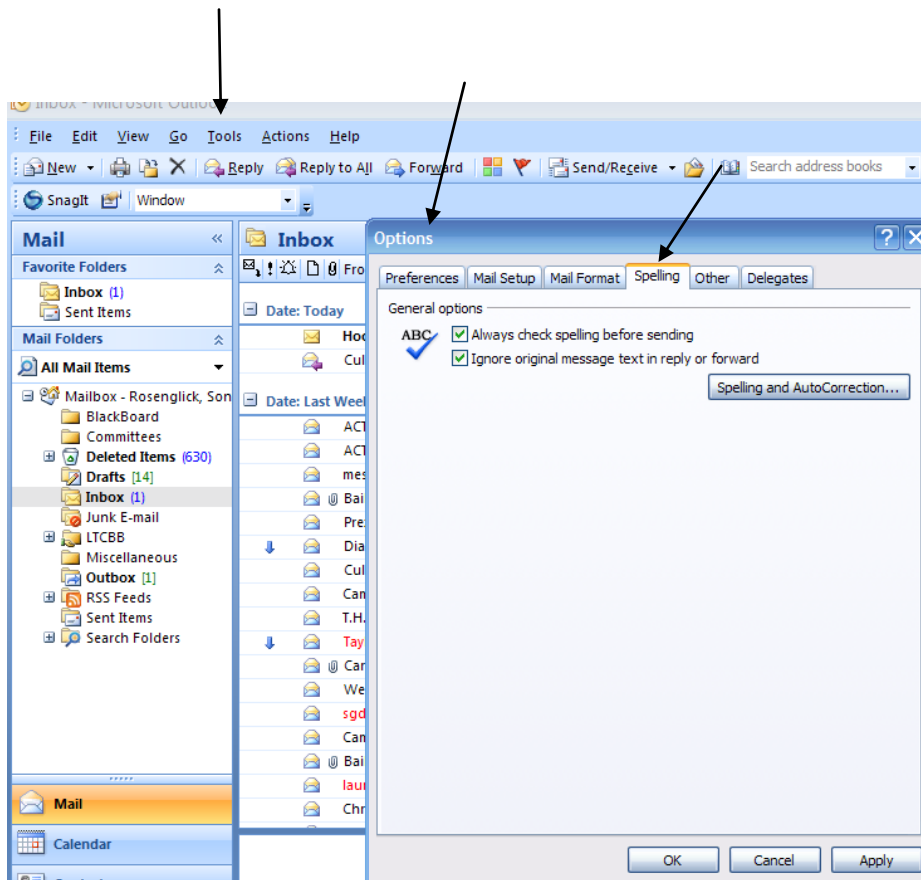 Inbox - Microsoft Outlook
File Edit View Go Tools Actions Help
New Reply Reply to All Forward Send/Receive Search address books
SnagIt Window
Mail
Favorite Folders
Inbox (1)
Sent Items
Mail Folders
All Mail Items
Mailbox - Rosenglick, Son
BlackBoard
Committees
Deleted Items (630)
Drafts [14]
Inbox (1)
Junk E-mail
LTCBB
Miscellaneous
Outbox [1]
RSS Feeds
Sent Items
Search Folders
Mail
Calendar
Inbox
Fro
Date: Today
Hoo
Cul
Date: Last Week
ACT
ACT
mes
Bai
Pre
Dia
Cul
Can
T.H.
Tay
Car
We
sgd
Can
Bai
lau
Chr
Options
Preferences Mail Setup Mail Format Spelling Other Delegates
General options
ABC
Always check spelling before sending
Ignore original message text in reply or forward
Spelling and AutoCorrection...
OK Cancel Apply